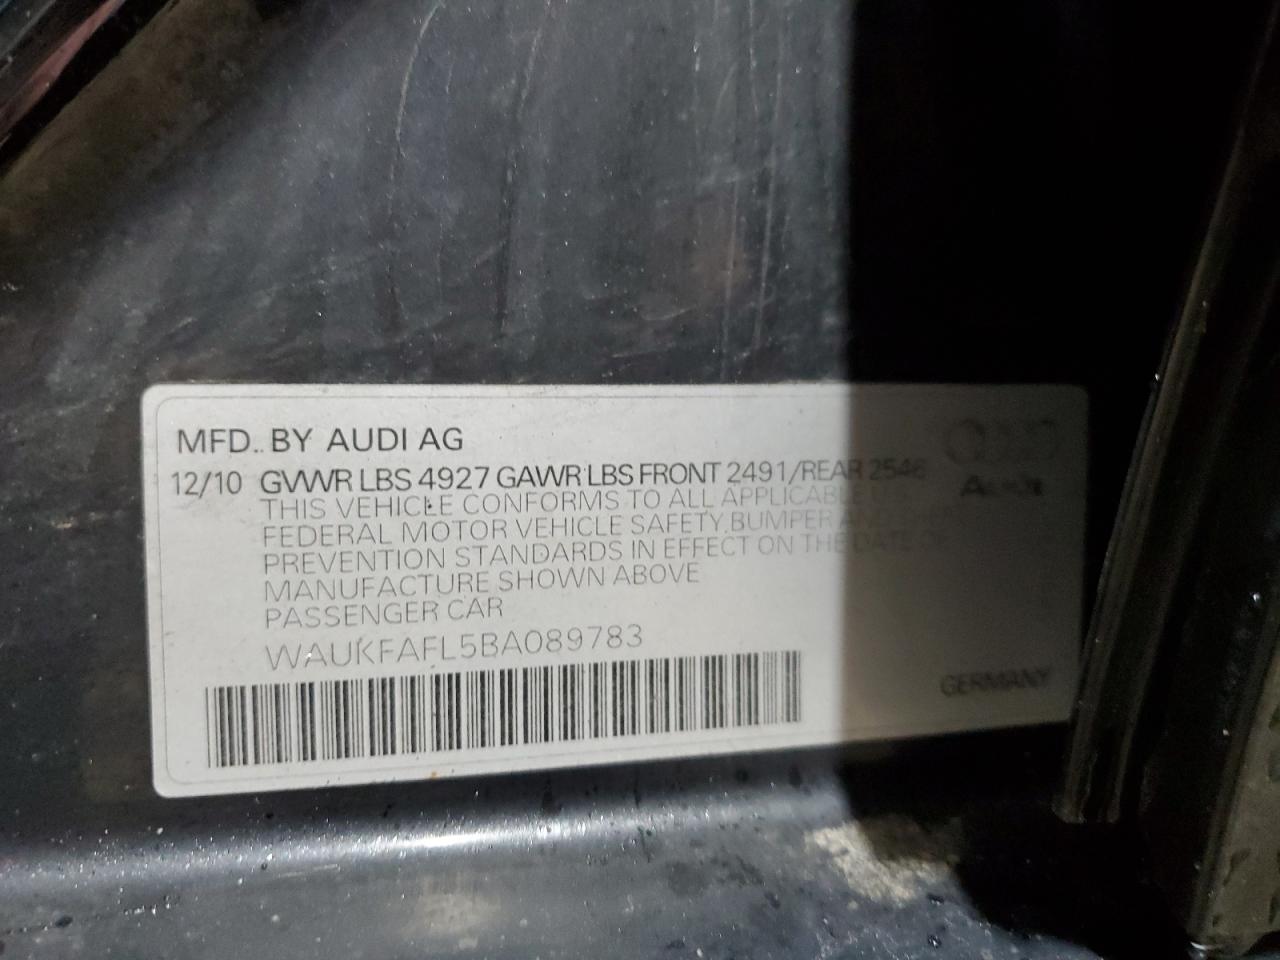 MFD. BY AUDI AG
12/10 GVWR LBS 4927 GAWR LBS FRONT 2491/REAR 2546
THIS VEHICLE CONFORMS TO ALL APPLICABLE
FEDERAL MOTOR VEHICLE SAFETY, BUMPER AND
PREVENTION STANDARDS IN EFFECT ON THE DATE OF
MANUFACTURE SHOWN ABOVE
PASSENGER CAR
WAUKFAFL5BA089783
Audi
GERMANY